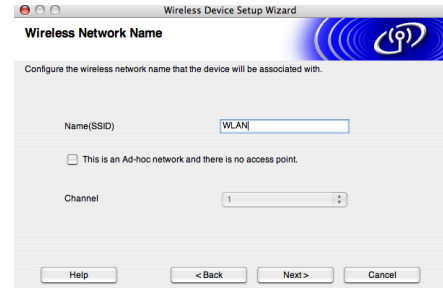 Wireless Device Setup Wizard
Wireless Network Name
Configure the wireless network name that the device will be associated with.
Name(SSID)
WLAN
This is an Ad-hoc network and there is no access point.
Channel
1
Help
< Back
Next >
Cancel